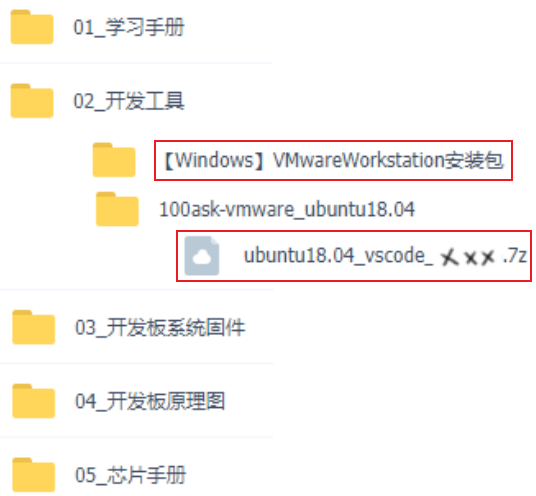 01_学习手册
02_开发工具
【Windows】VMwareWorkstation安装包
100ask-vmware_ubuntu18.04
ubuntu18.04_vscode_ xxx .7z
03_开发板系统固件
04_开发板原理图
05_芯片手册